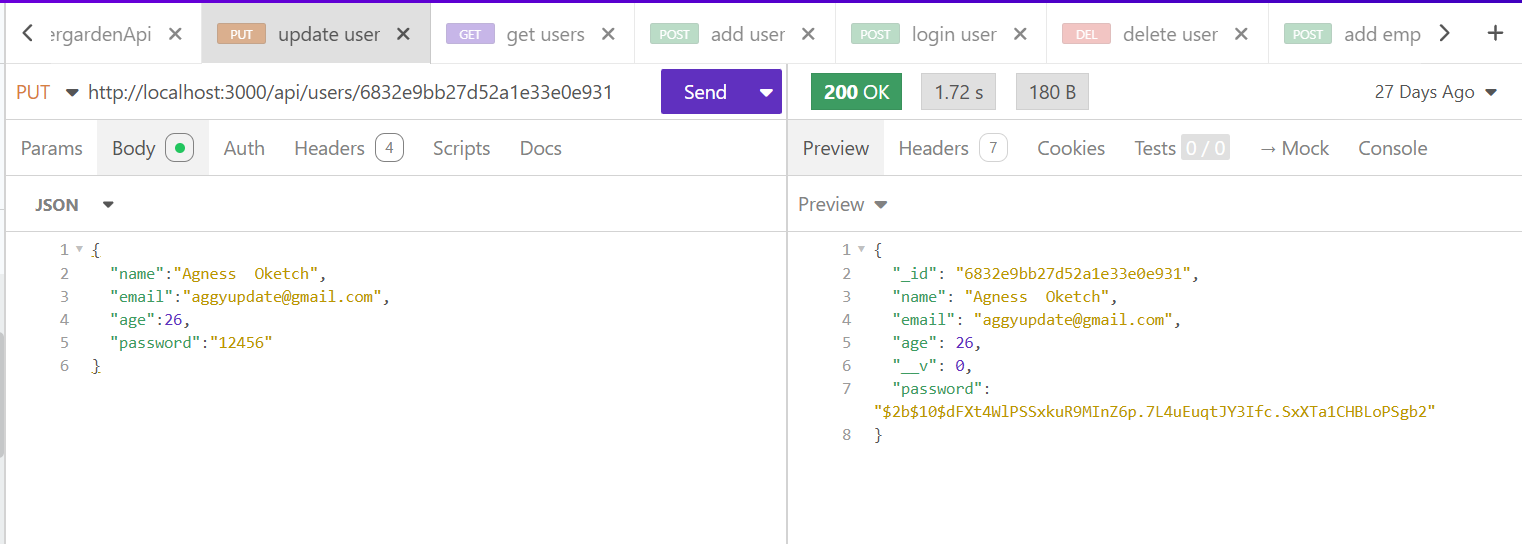 ergardenApi
PUT update user
GET get users
POST add user
POST login user
DEL delete user
POST add emp
PUT http://localhost:3000/api/users/6832e9bb27d52a1e33e0e931 Send
200 OK 1.72 s 180 B 27 Days Ago
Params Body Auth Headers 4 Scripts Docs
Preview Headers 7 Cookies Tests 0 / 0 → Mock Console
JSON
1 {
2 "name":"Agness  Oketch",
3 "email":"aggyupdate@gmail.com",
4 "age":26,
5 "password":"12456"
6 }
Preview
1 {
2 "_id": "6832e9bb27d52a1e33e0e931",
3 "name": "Agness  Oketch",
4 "email": "aggyupdate@gmail.com",
5 "age": 26,
6 "__v": 0,
7 "password":
"$2b$10$dFXt4WlPSSxkuR9MInZ6p.7L4uEuqtJY3Ifc.SxXTa1CHBLoPSgb2"
8 }